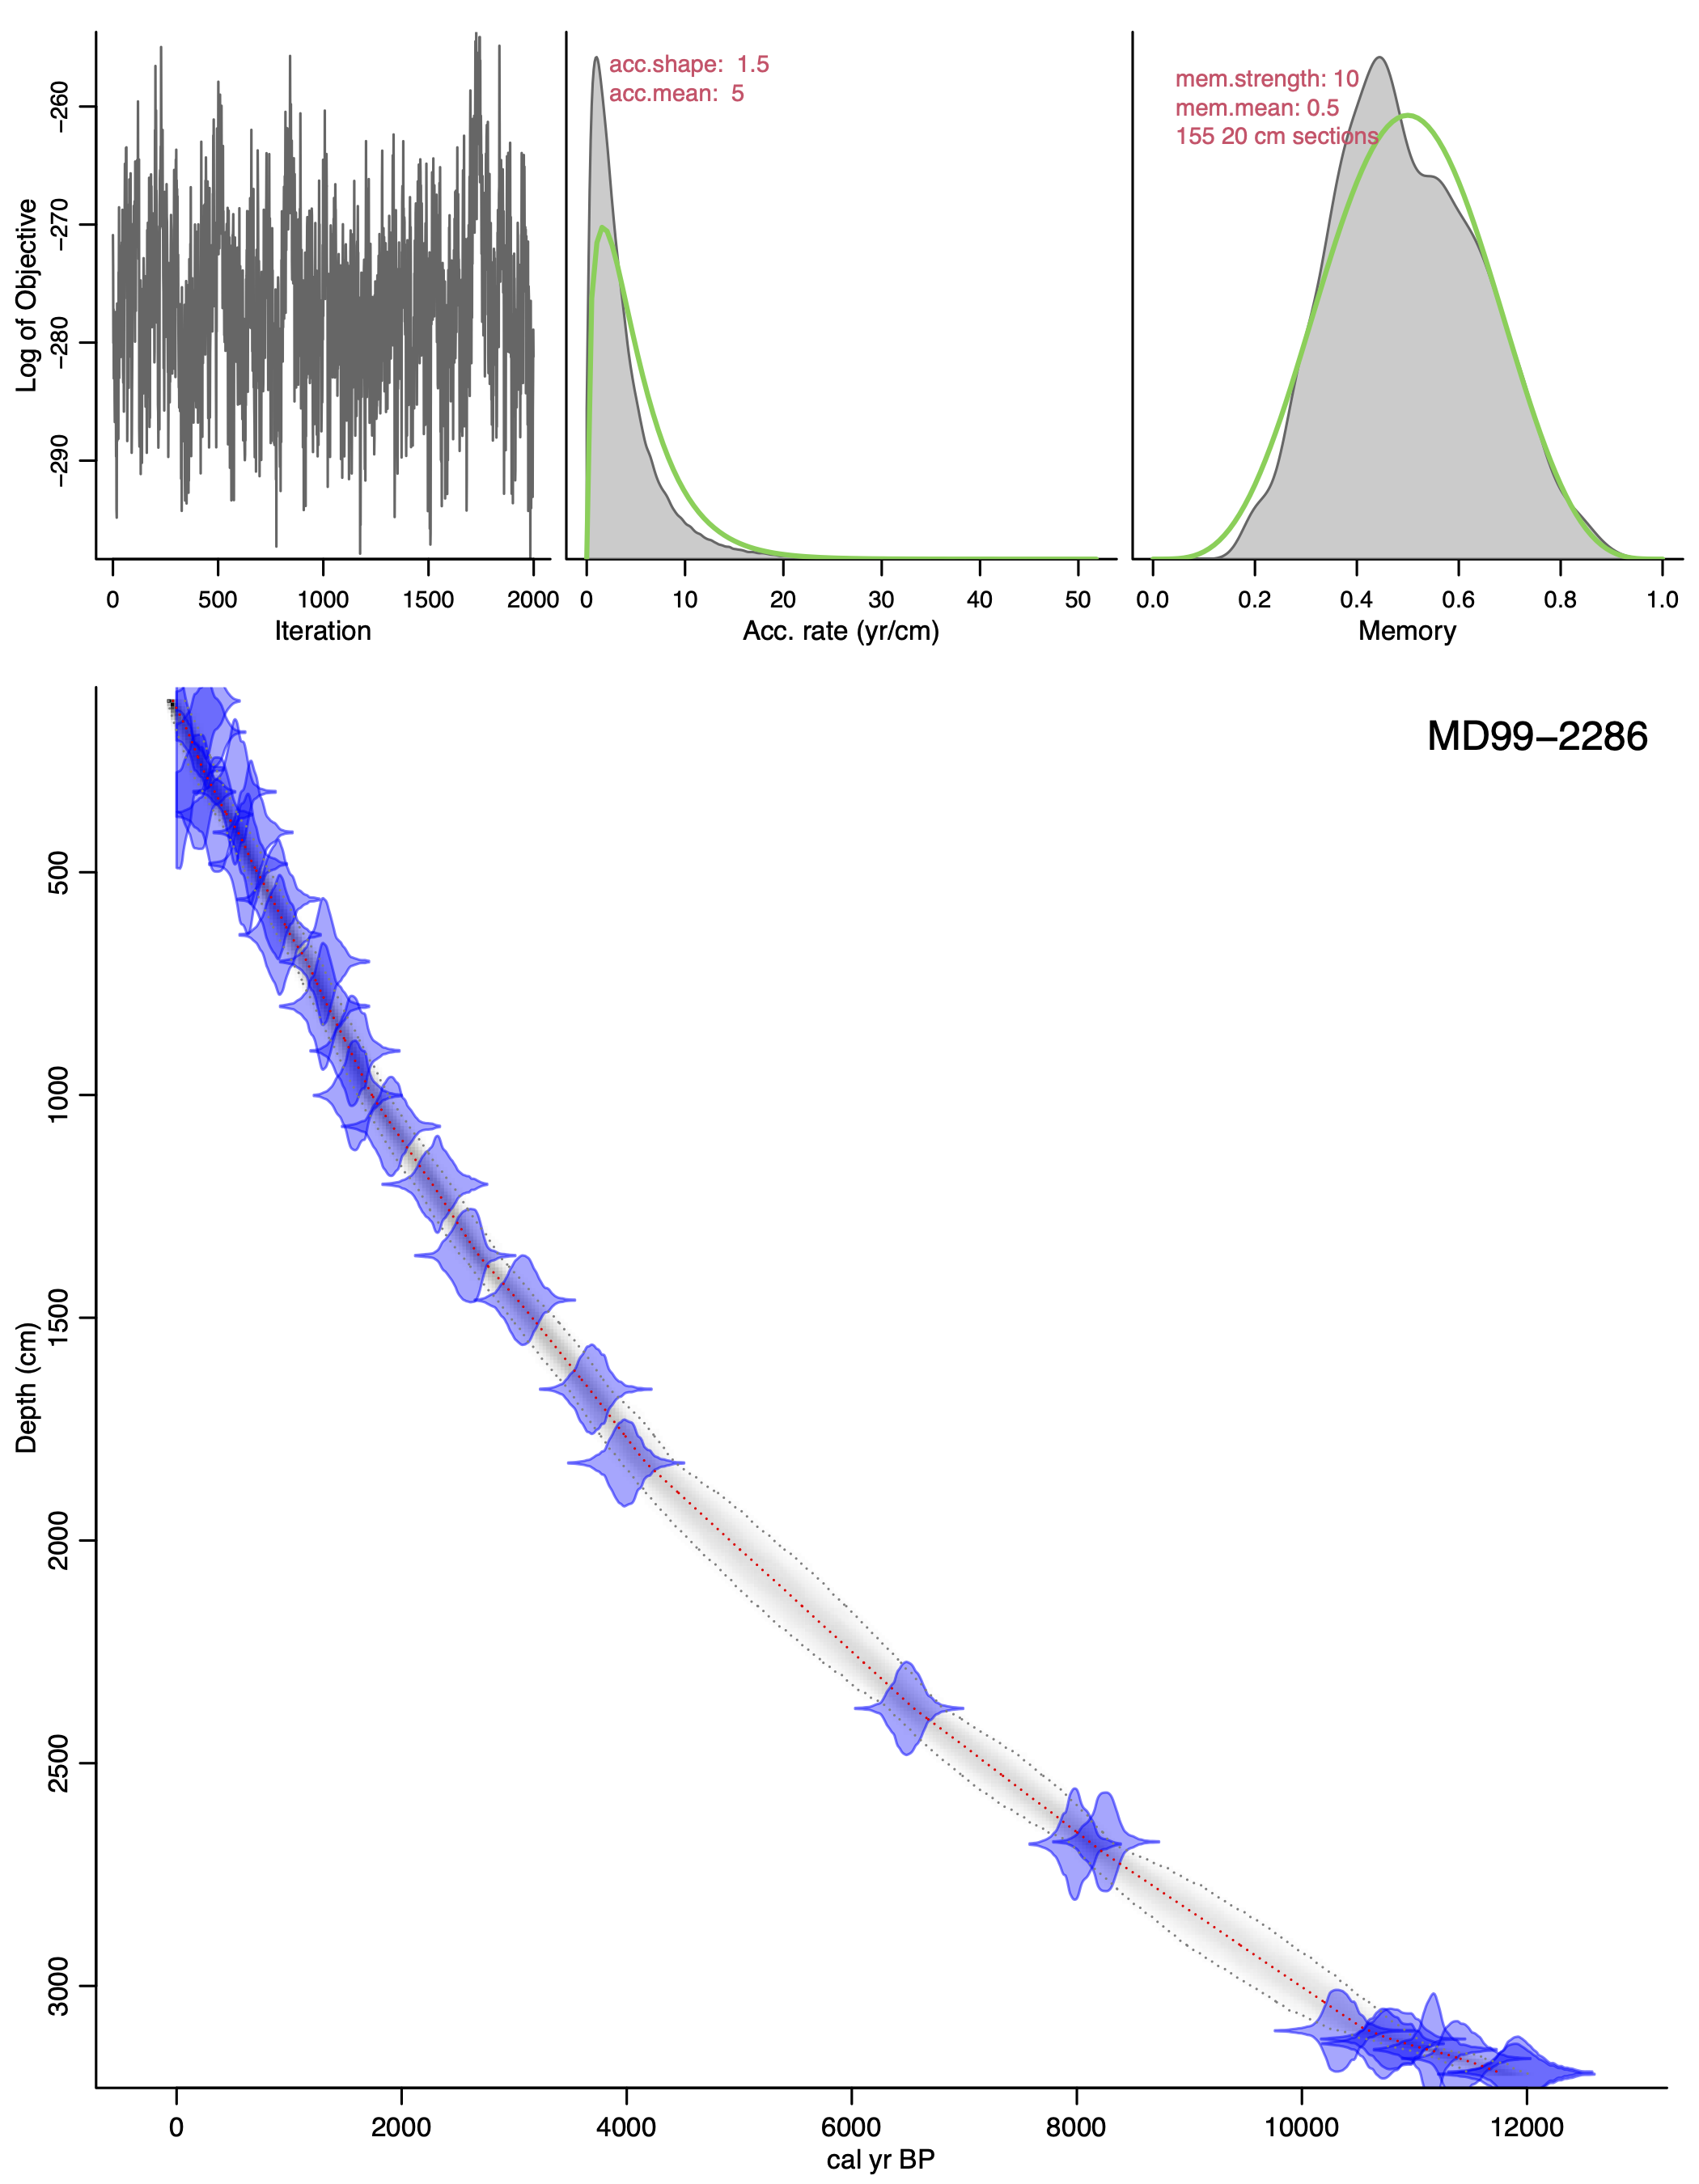 Log of Objective
−260
−270
−280
−290
0 500 1000 1500 2000
Iteration
acc.shape: 1.5
acc.mean: 5
0 10 20 30 40 50
Acc. rate (yr/cm)
mem.strength: 10
mem.mean: 0.5
155 20 cm sections
0.0 0.2 0.4 0.6 0.8 1.0
Memory
MD99−2286
Depth (cm)
500
1000
1500
2000
2500
3000
0 2000 4000 6000 8000 10000 12000
cal yr BP